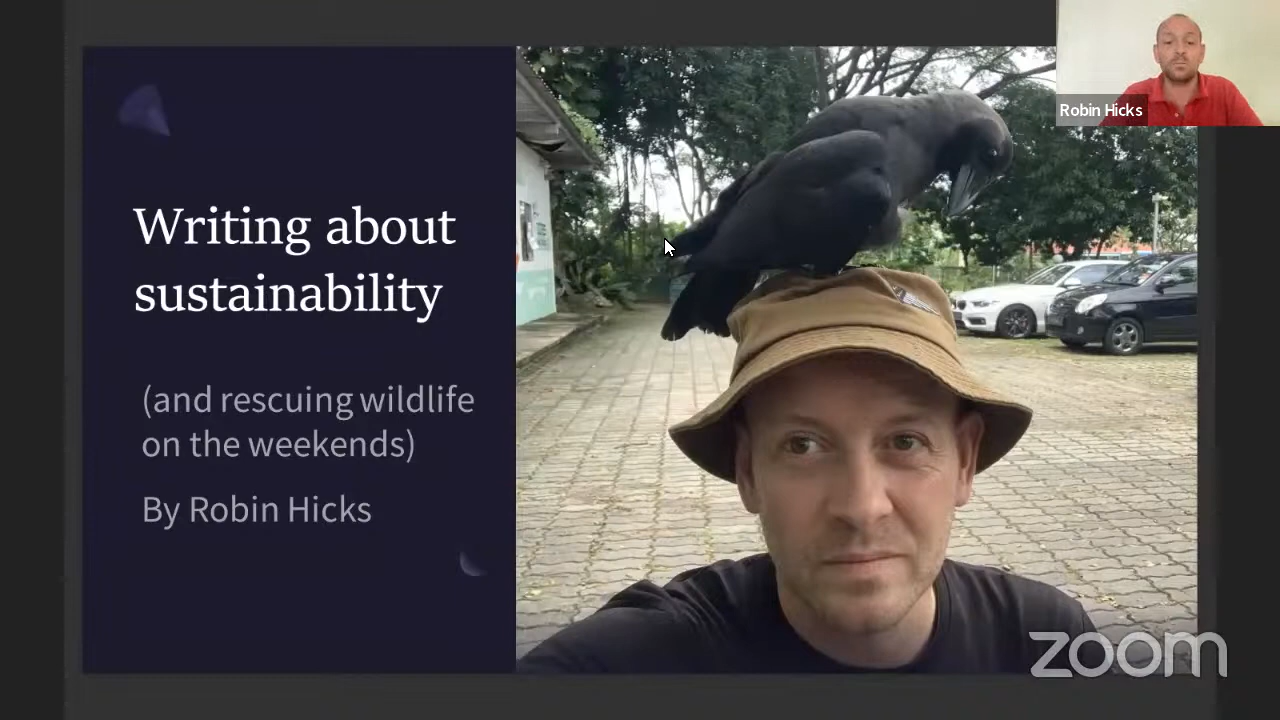 Writing about
sustainability
(and rescuing wildlife
on the weekends)
By Robin Hicks
Robin Hicks
zoom